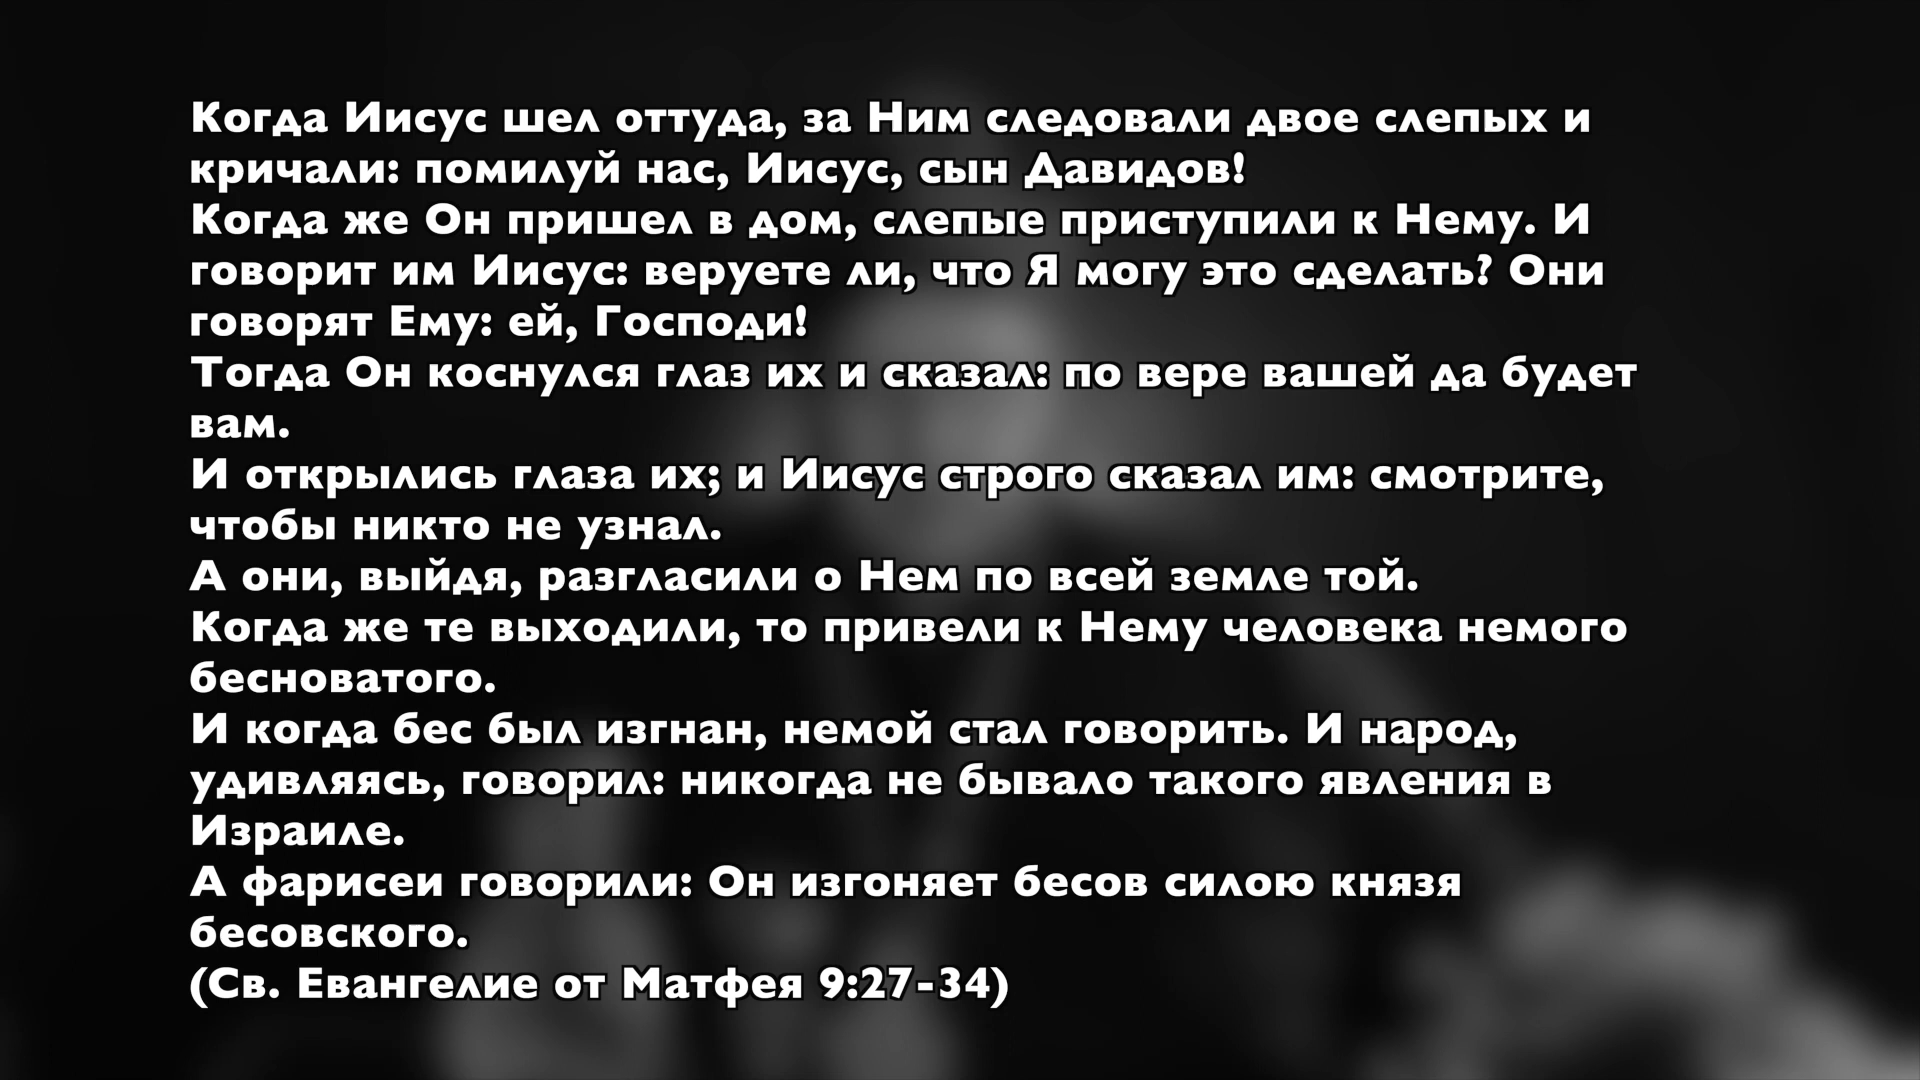 Когда Иисус шел оттуда, за Ним следовали двое слепых и
кричали: помилуй нас, Иисус, сын Давидов!
Когда же Он пришел в дом, слепые приступили к Нему. И
говорит им Иисус: веруете ли, что Я могу это сделать? Они
говорят Ему: ей, Господи!
Тогда Он коснулся глаз их и сказал: по вере вашей да будет
вам.
И открылись глаза их; и Иисус строго сказал им: смотрите,
чтобы никто не узнал.
А они, выйдя, разгласили о Нем по всей земле той.
Когда же те выходили, то привели к Нему человека немого
бесноватого.
И когда бес был изгнан, немой стал говорить. И народ,
удивляясь, говорил: никогда не бывало такого явления в
Израиле.
А фарисеи говорили: Он изгоняет бесов силою князя
бесовского.
(Св. Евангелие от Матфея 9:27-34)